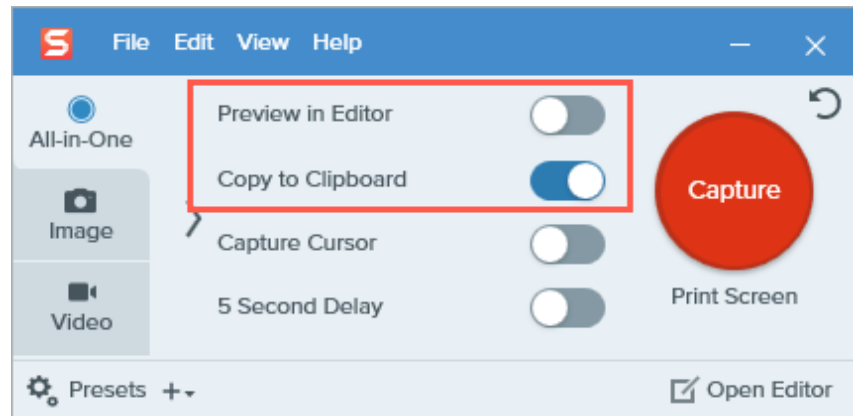 S File Edit View Help
All-in-One
Image
Video
Preview in Editor
Copy to Clipboard
Capture Cursor
5 Second Delay
Capture
Print Screen
Presets
Open Editor